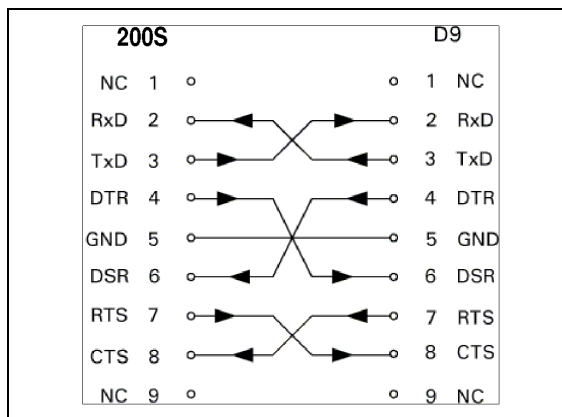 200S D9
NC 1 1 NC
RxD 2 2 RxD
TxD 3 3 TxD
DTR 4 4 DTR
GND 5 5 GND
DSR 6 6 DSR
RTS 7 7 RTS
CTS 8 8 CTS
NC 9 9 NC